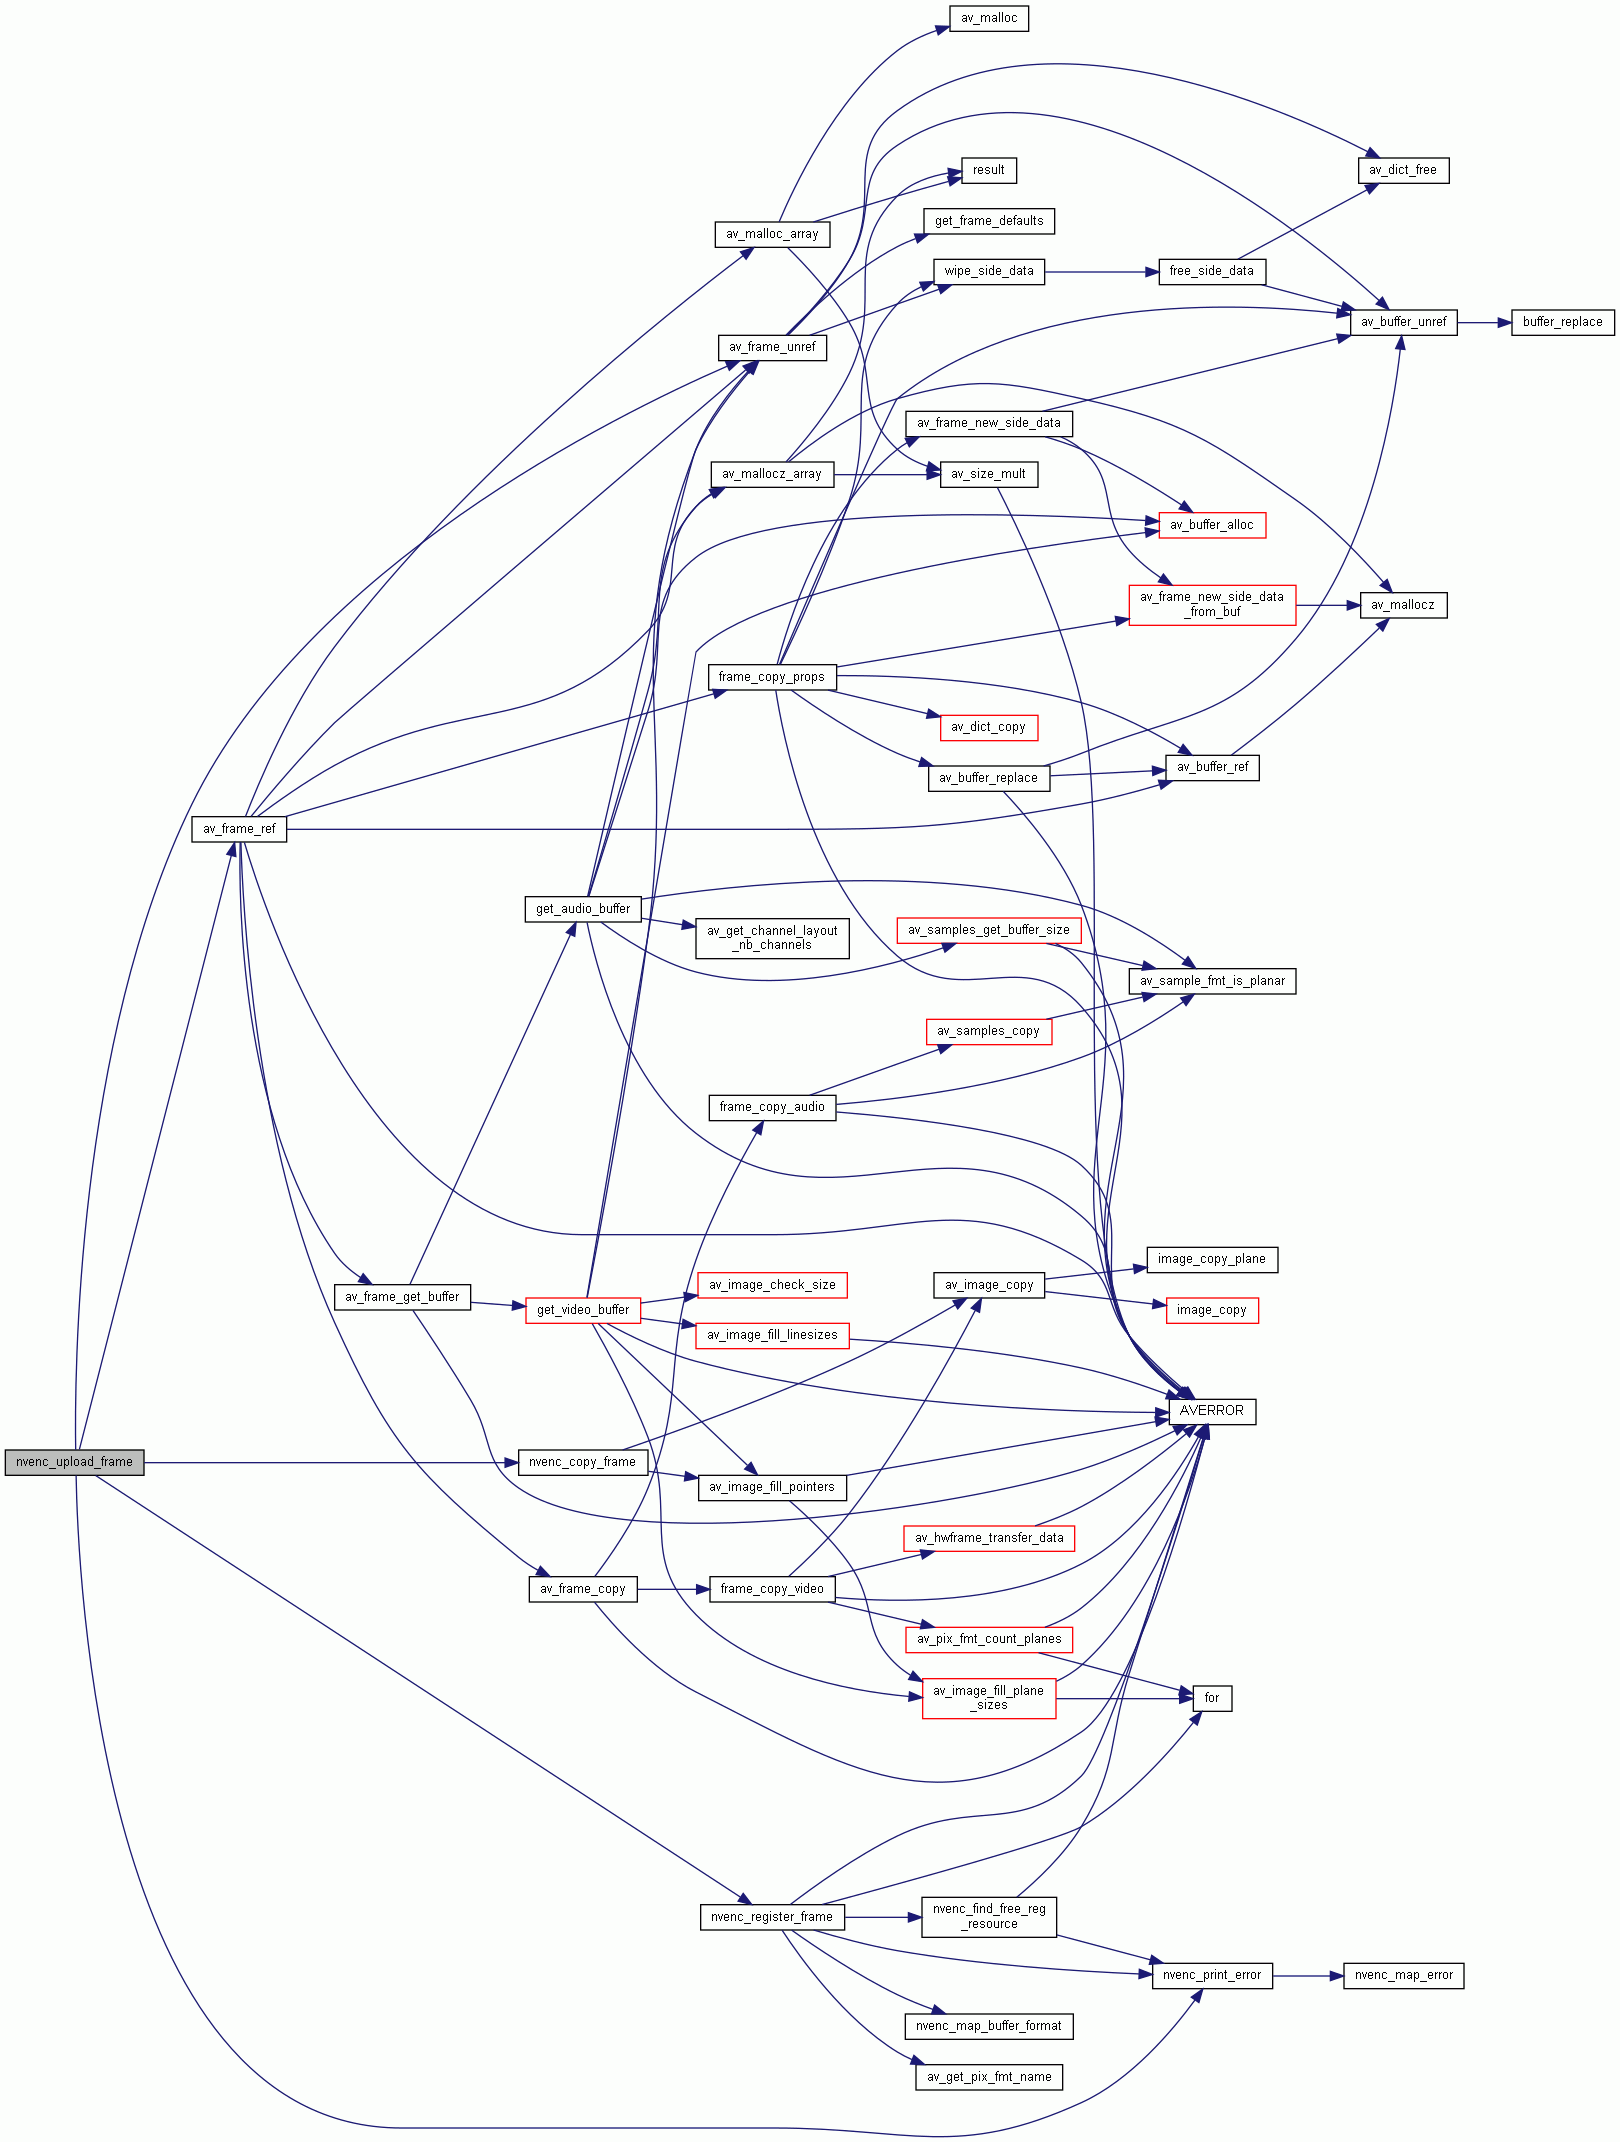 av_malloc
result
av_dict_free
get_frame_defaults
av_malloc_array
wipe_side_data
free_side_data
av_buffer_unref
buffer_replace
av_frame_unref
av_frame_new_side_data
av_mallocz_array
av_size_mult
av_buffer_alloc
av_frame_new_side_data
_from_buf
av_mallocz
frame_copy_props
av_dict_copy
av_buffer_ref
av_buffer_replace
av_frame_ref
get_audio_buffer
av_get_channel_layout
_nb_channels
av_samples_get_buffer_size
av_sample_fmt_is_planar
av_samples_copy
frame_copy_audio
image_copy_plane
av_image_copy
av_image_check_size
av_frame_get_buffer
get_video_buffer
image_copy
av_image_fill_linesizes
AVERROR
nvenc_upload_frame
nvenc_copy_frame
av_image_fill_pointers
av_hwframe_transfer_data
av_frame_copy
frame_copy_video
av_pix_fmt_count_planes
av_image_fill_plane
_sizes
for
nvenc_register_frame
nvenc_find_free_reg
_resource
nvenc_print_error
nvenc_map_error
nvenc_map_buffer_format
av_get_pix_fmt_name